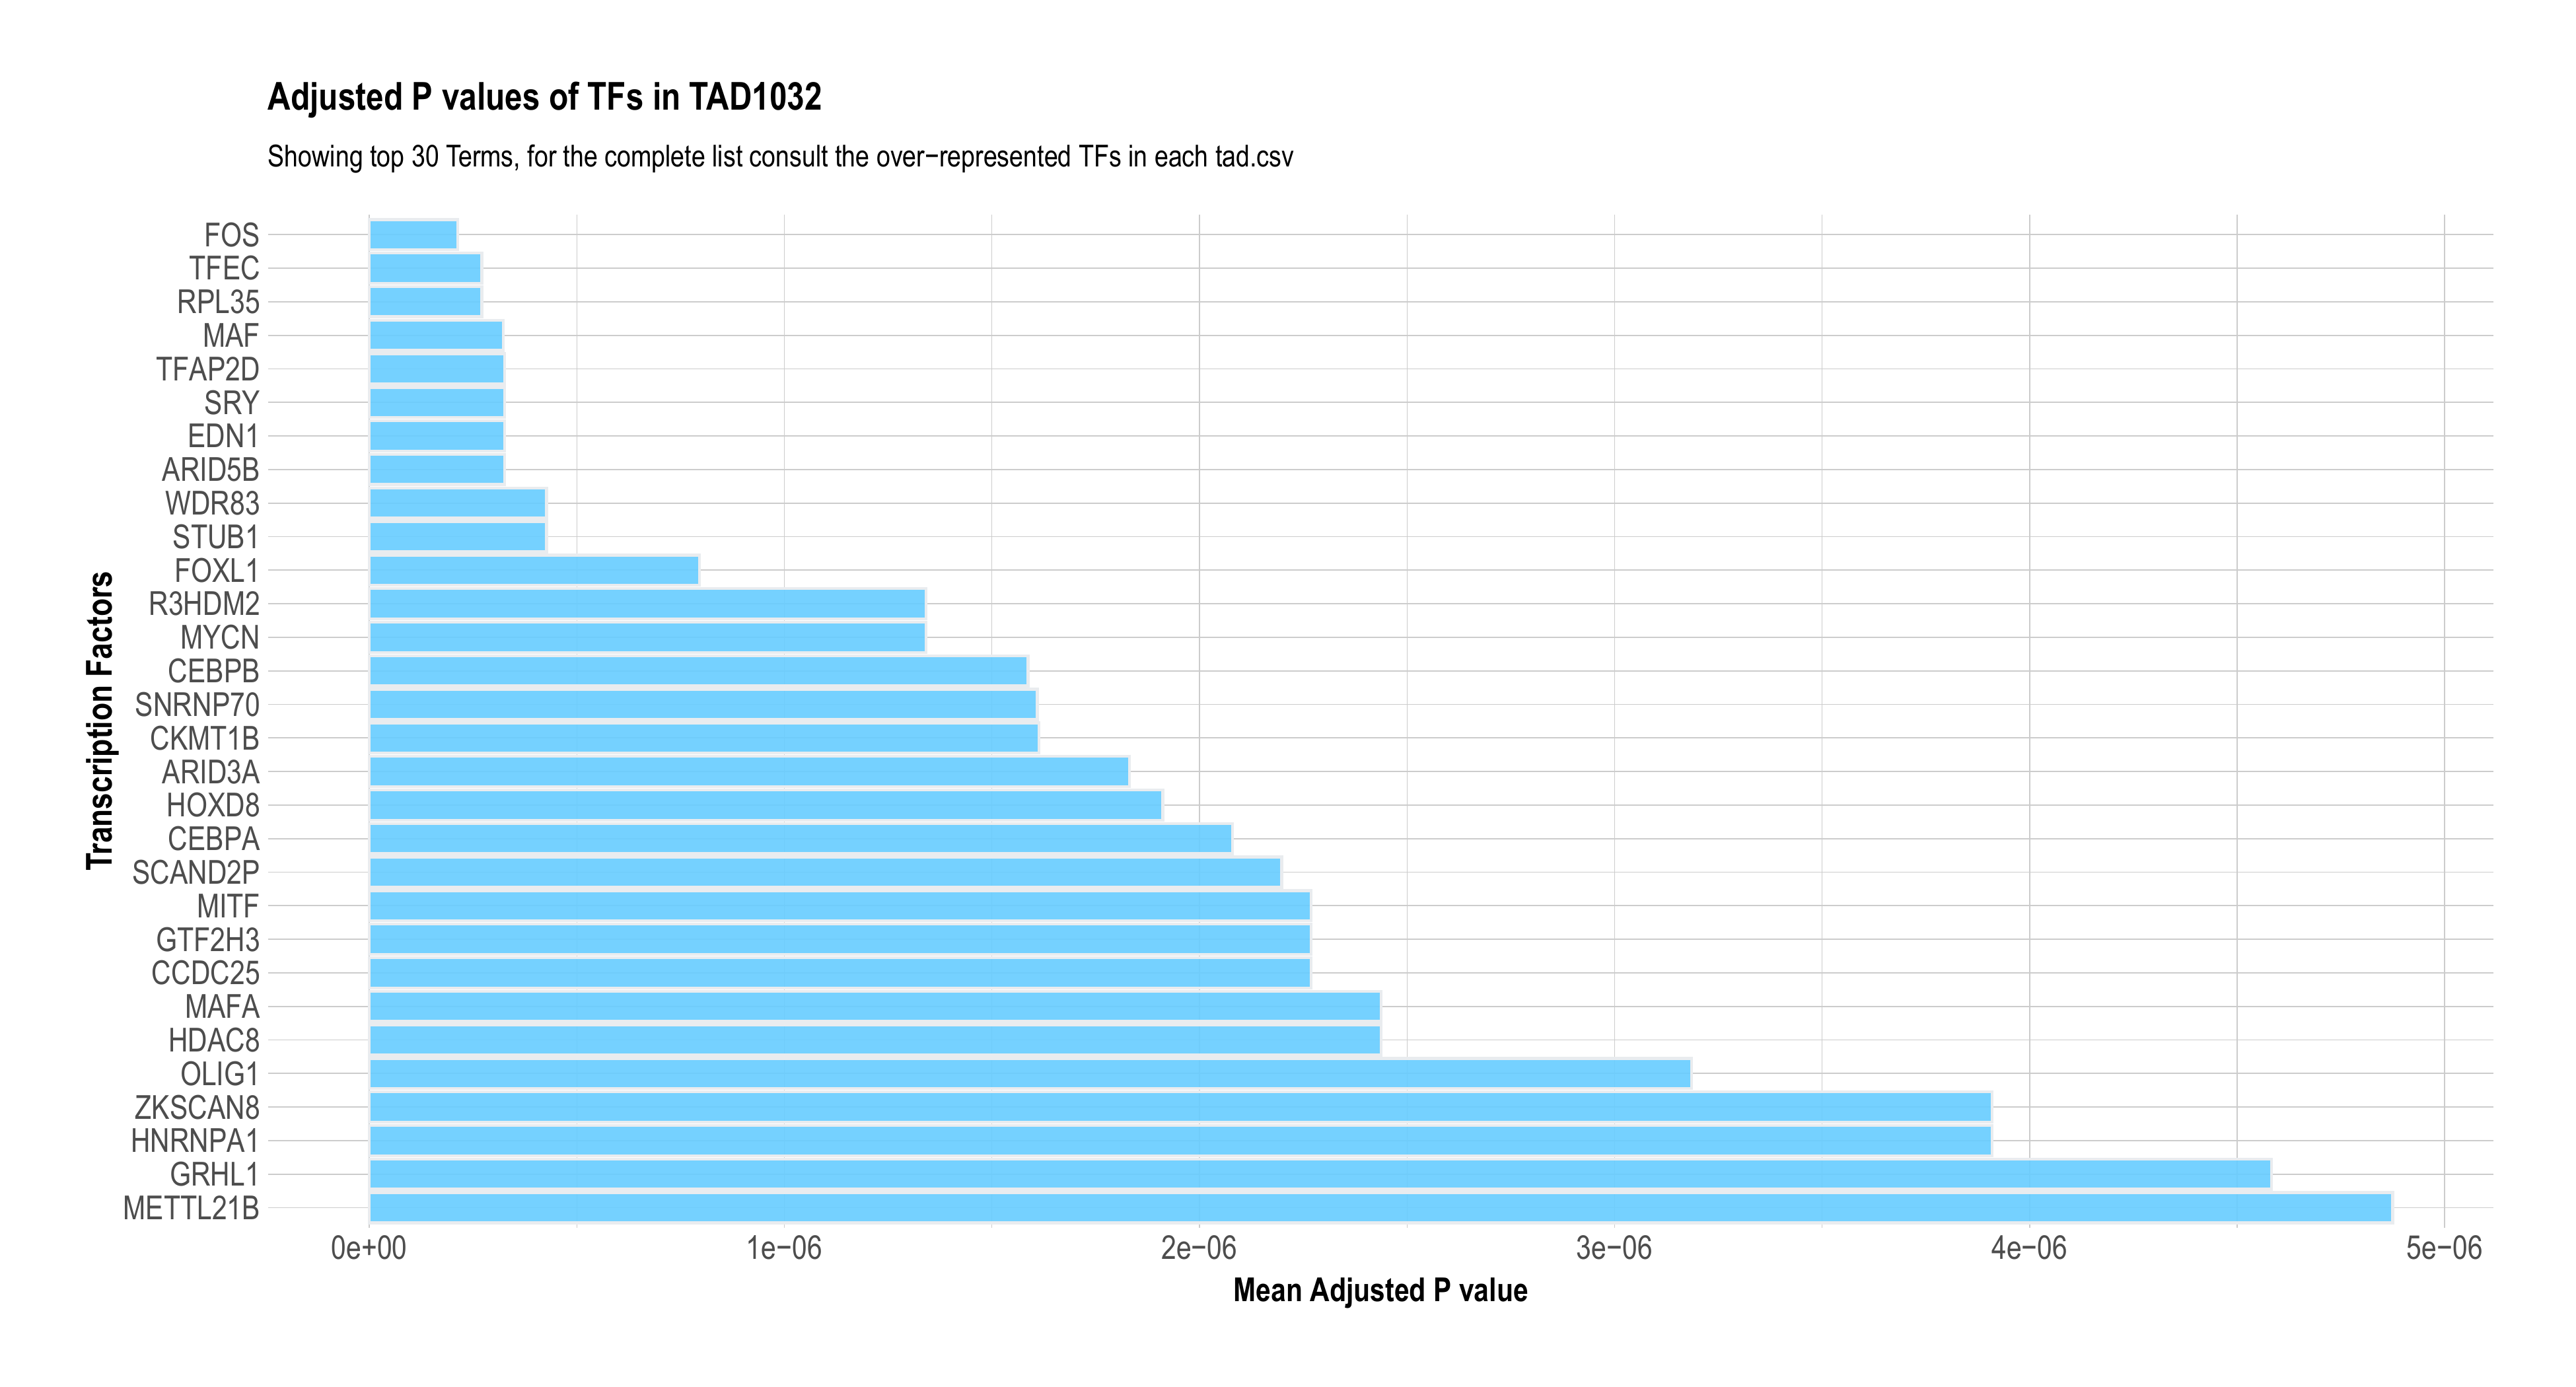 Adjusted P values of TFs in TAD1032
Showing top 30 Terms, for the complete list consult the over−represented TFs in each tad.csv
Transcription Factors
FOS
TFEC
RPL35
MAF
TFAP2D
SRY
EDN1
ARID5B
WDR83
STUB1
FOXL1
R3HDM2
MYCN
CEBPB
SNRNP70
CKMT1B
ARID3A
HOXD8
CEBPA
SCAND2P
MITF
GTF2H3
CCDC25
MAFA
HDAC8
OLIG1
ZKSCAN8
HNRNPA1
GRHL1
METTL21B
0e+00 1e−06 2e−06 3e−06 4e−06 5e−06
Mean Adjusted P value